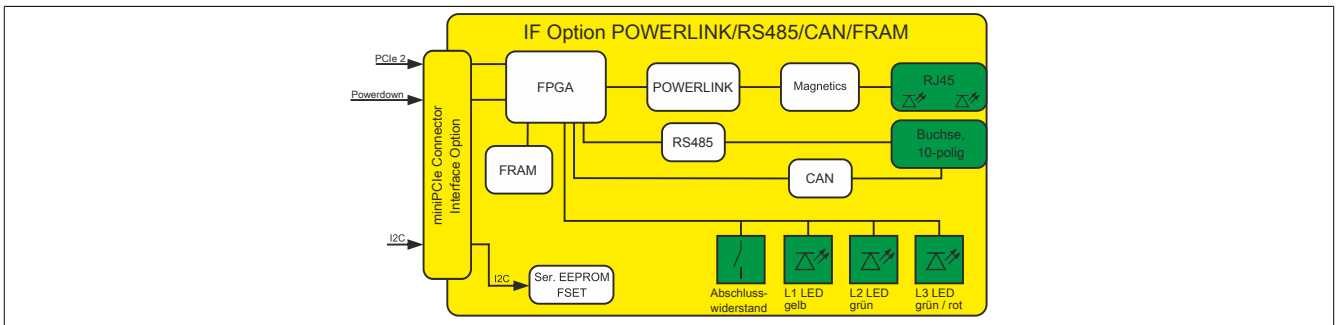 IF Option POWERLINK/RS485/CAN/FRAM
PCIe 2
Powerdown
I2C
miniPCIe Connector
Interface Option
FPGA
POWERLINK
Magnetics
RJ45
RS485
Buchse,
10-polig
FRAM
CAN
I2C
Ser. EEPROM
FSET
Abschluss-
widerstand
L1 LED
gelb
L2 LED
grün
L3 LED
grün / rot